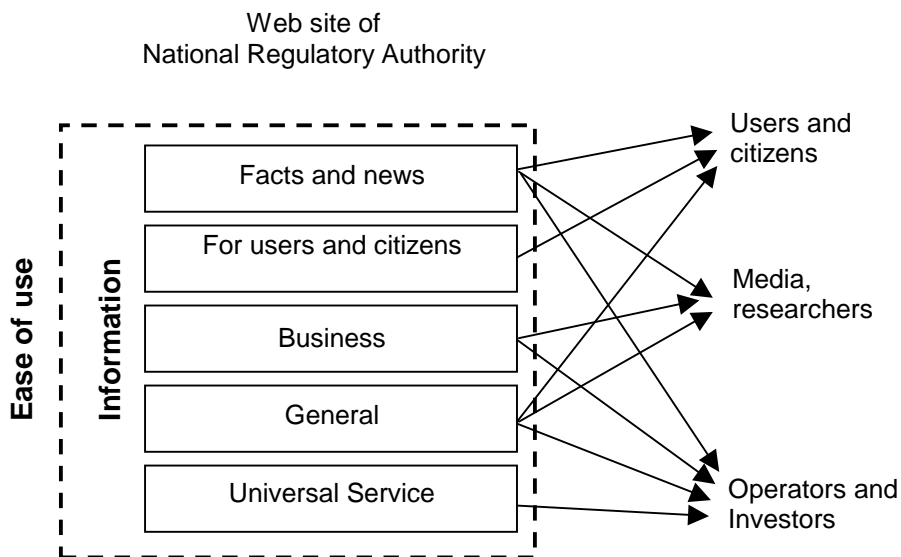 Web site of
National Regulatory Authority
Ease of use
Information
Facts and news
For users and citizens
Business
General
Universal Service
Users and
citizens
Media,
researchers
Operators and
Investors